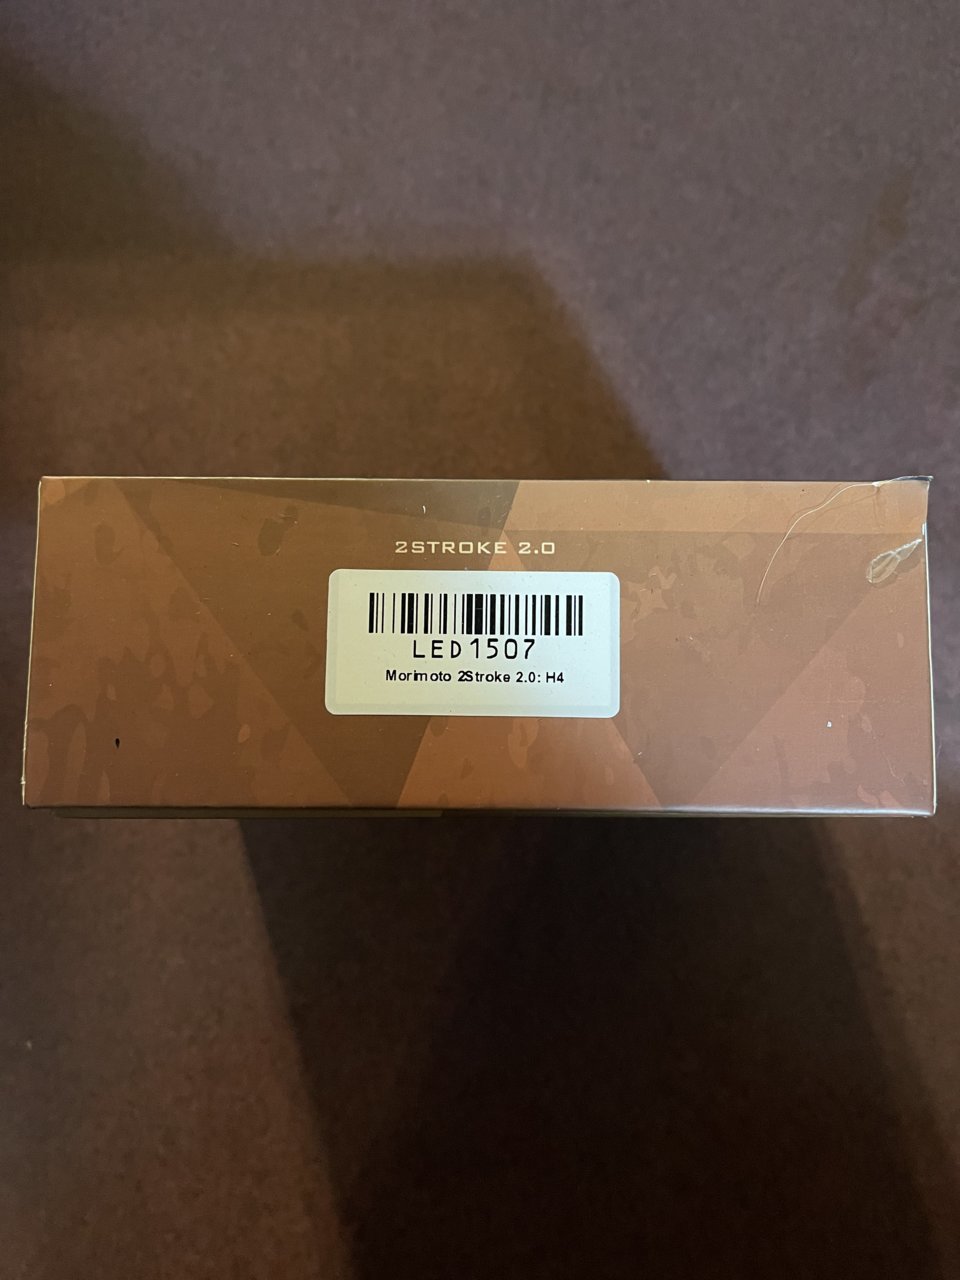 2STROKE 2.0
LED1507
Morimoto 2Stroke 2.0: H4